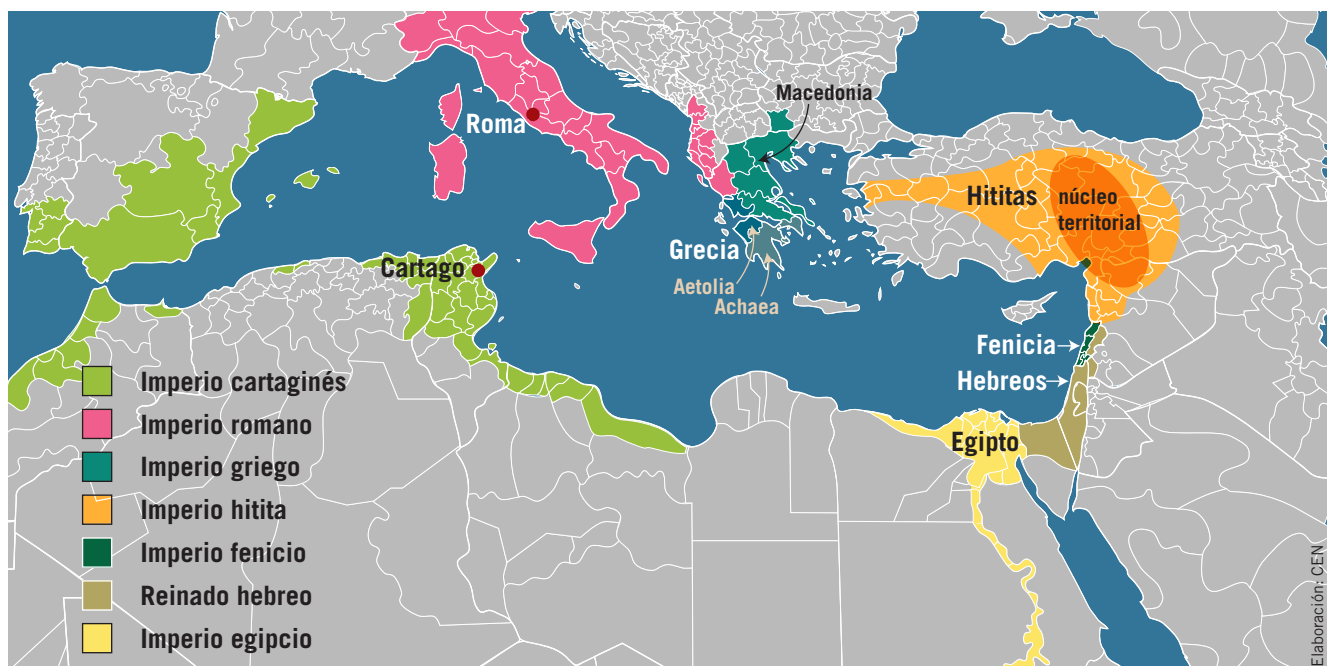 Macedonia
Roma
Hititas
núcleo
territorial
Grecia
Cartago
Aetolia
Achaea
Fenicia
Hebreos
Egipto
Imperio cartaginés
Imperio romano
Imperio griego
Imperio hitita
Imperio fenicio
Reinado hebreo
Imperio egipcio
Elaboración: CEN